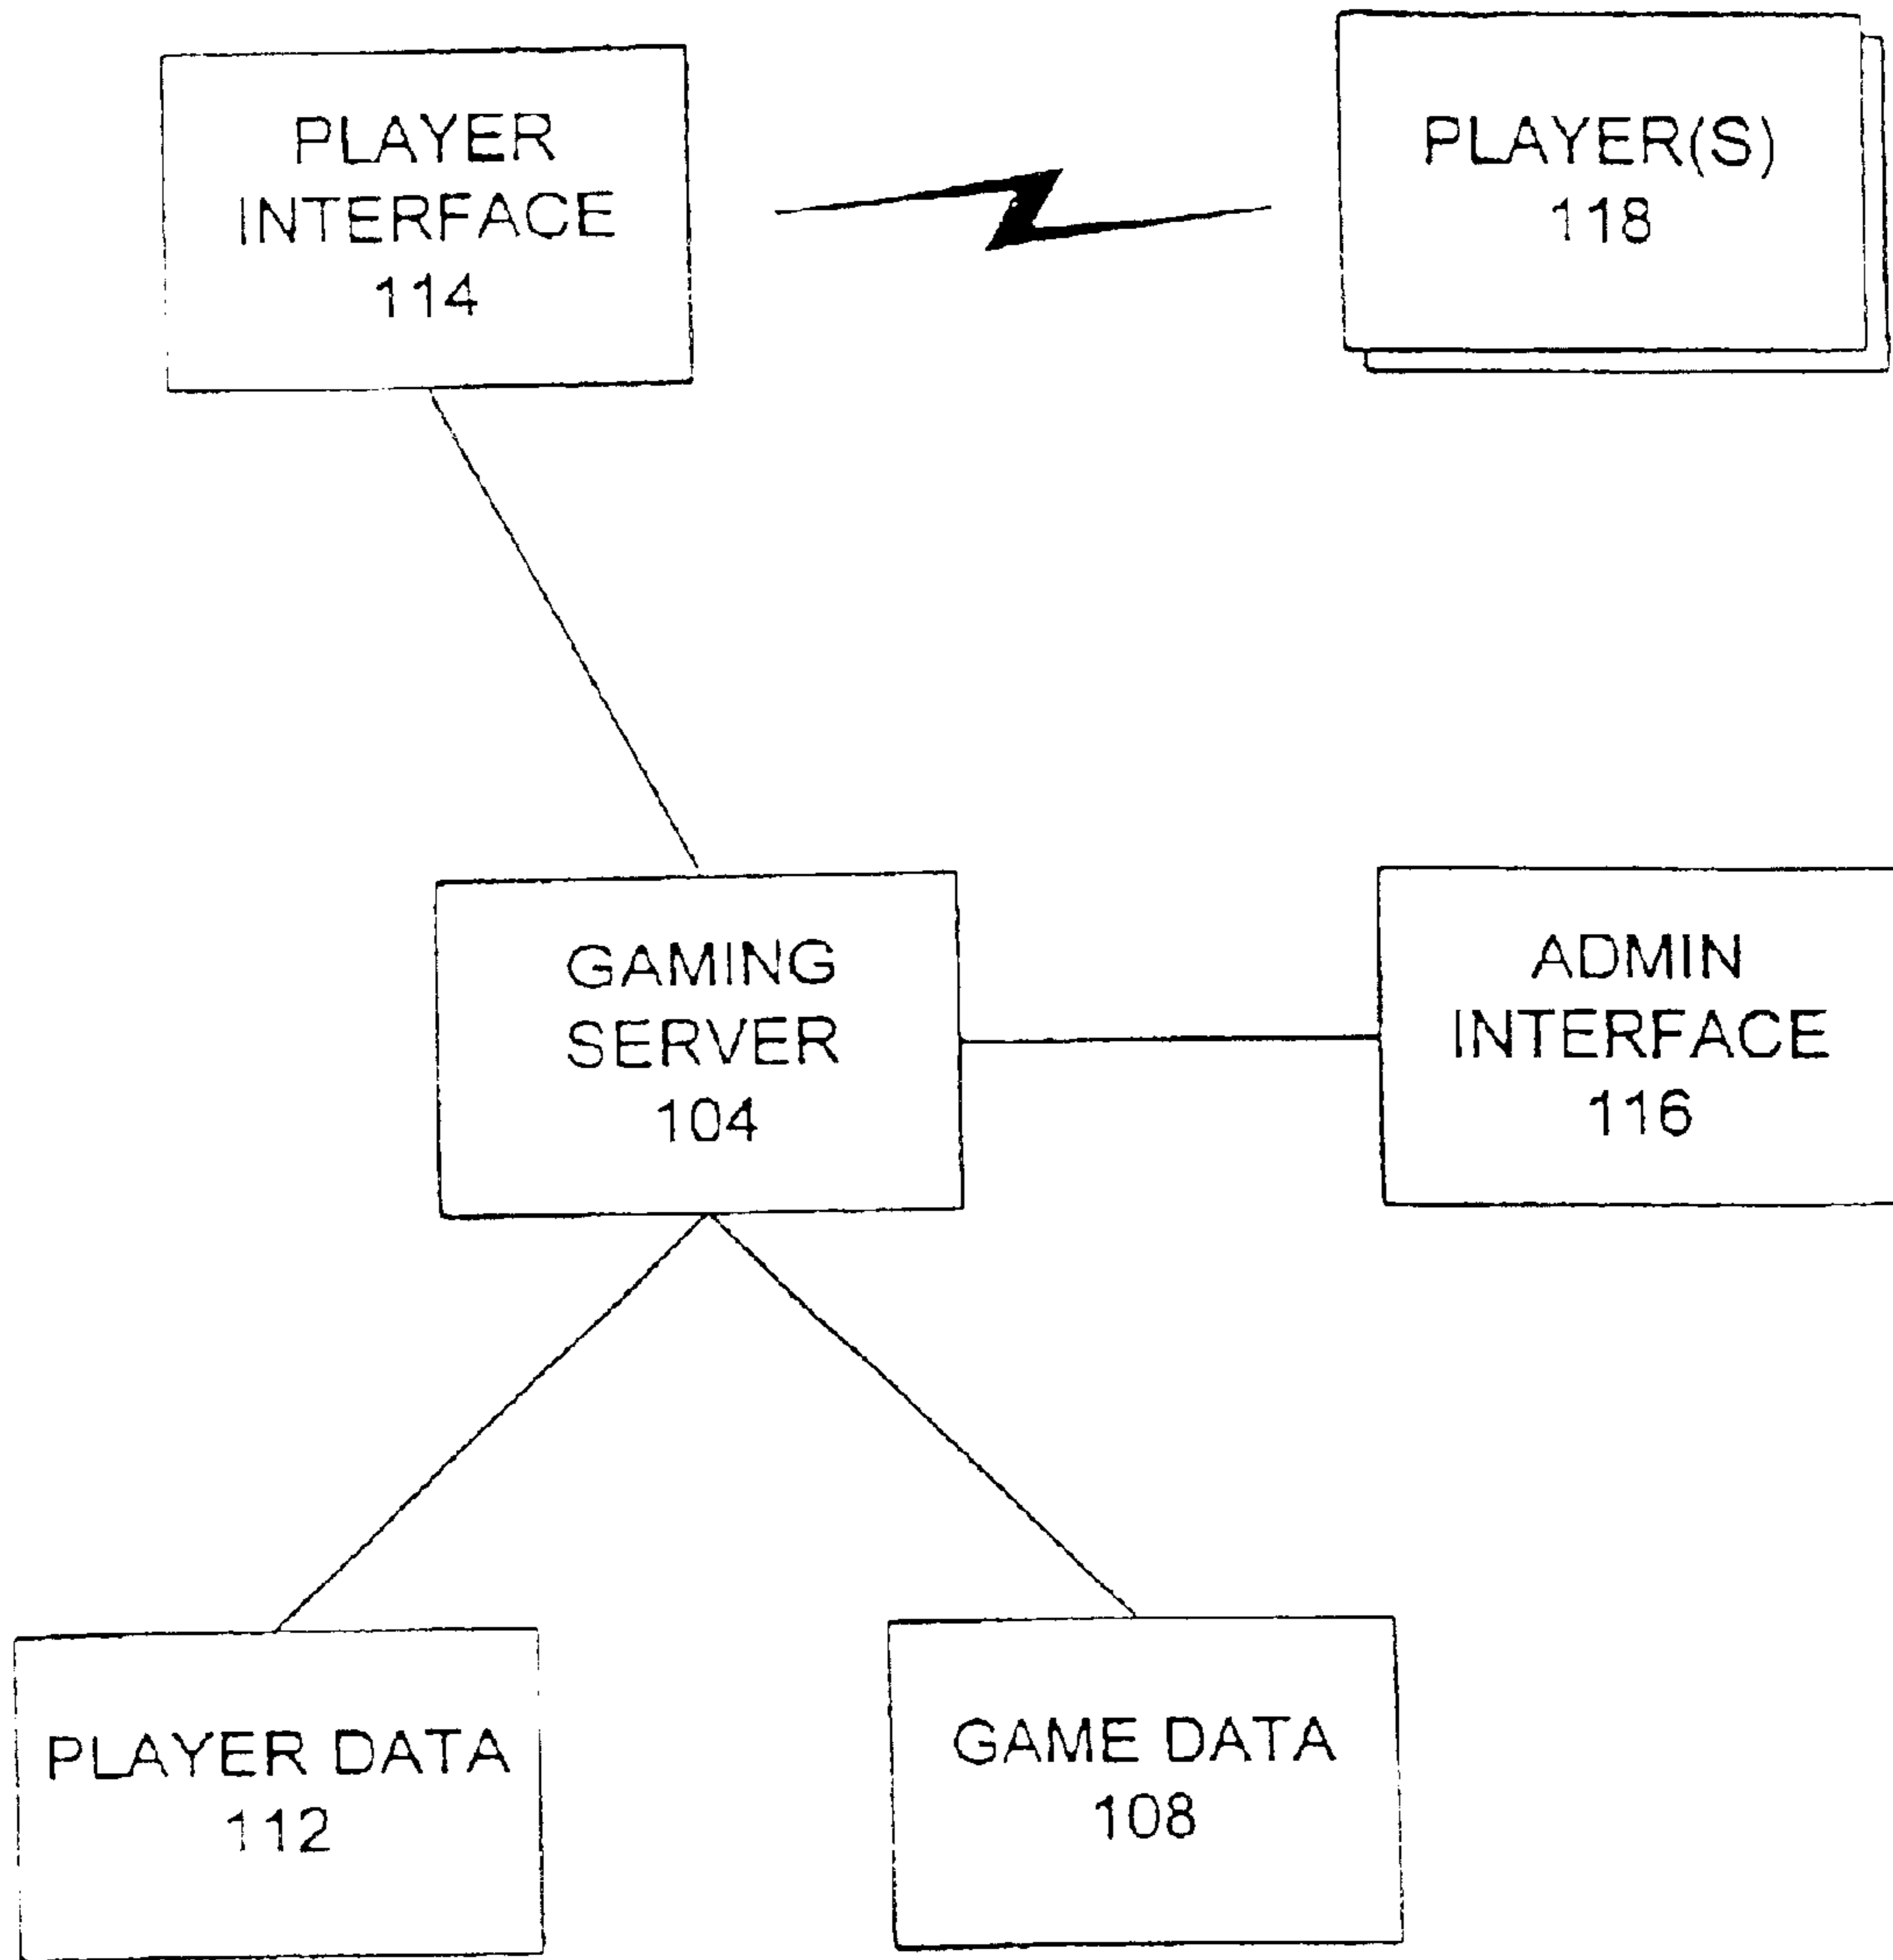 PLAYER
INTERFACE
114
PLAYER(S)
118
GAMING
SERVER
104
ADMIN
INTERFACE
116
PLAYER DATA
112
GAME DATA
108